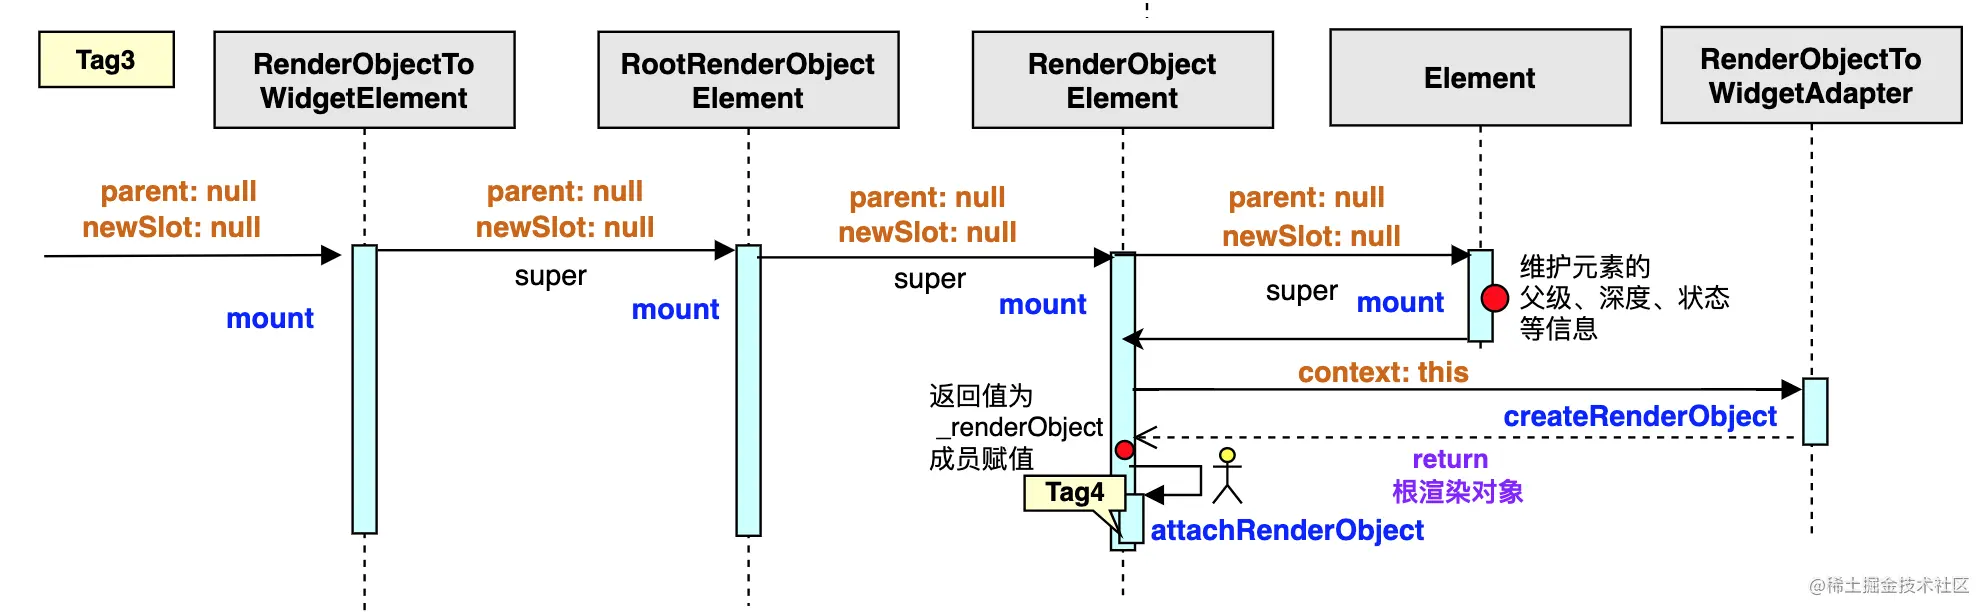 Tag3
RenderObjectTo
WidgetElement
RootRenderObject
Element
RenderObject
Element
Element
RenderObjectTo
WidgetAdapter
parent: null
newSlot: null
mount
parent: null
newSlot: null
super
mount
parent: null
newSlot: null
super
mount
parent: null
newSlot: null
super
mount
维护元素的
父级、深度、状态
等信息
context: this
createRenderObject
返回值为
_renderObject
成员赋值
return
根渲染对象
Tag4
attachRenderObject
@稀土掘金技术社区